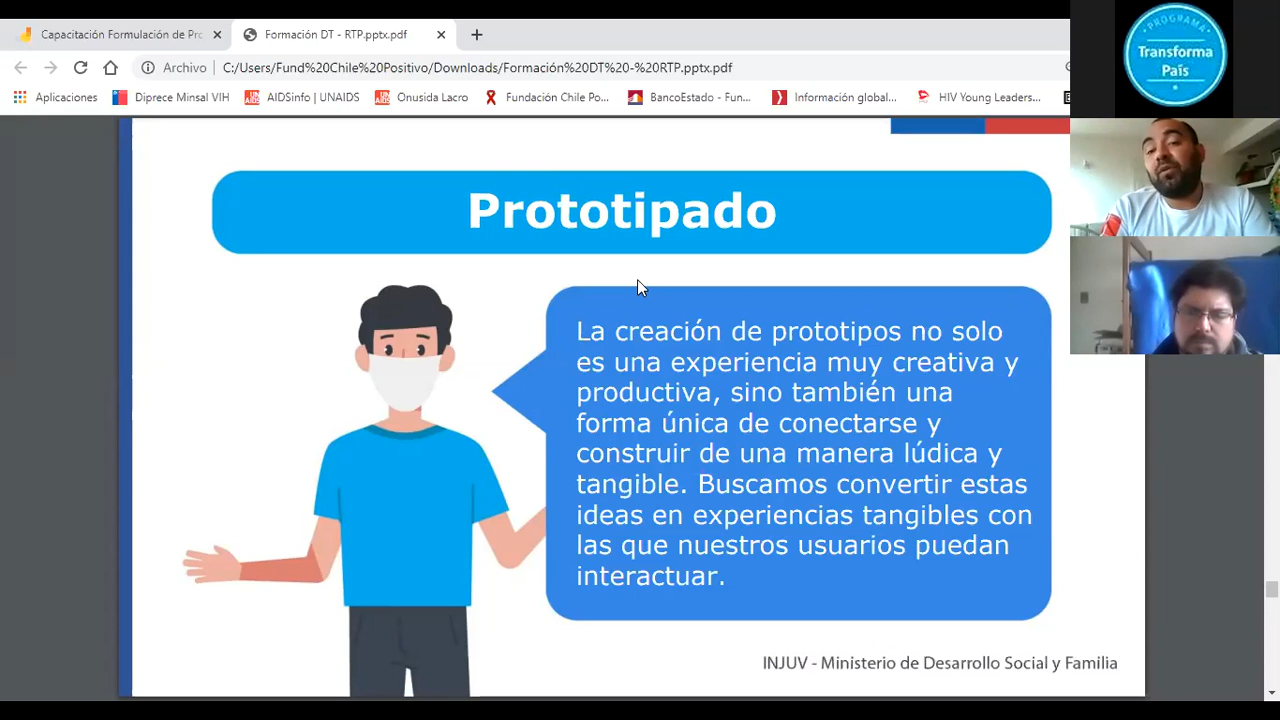 Capacitación Formulación de Pro
Formación DT - RTP.pptx.pdf
Archivo
C:/Users/Fund%20Chile%20Positivo/Downloads/Formación%20DT%20-%20RTP.pptx.pdf
Aplicaciones
Diprece Minsal VIH
AIDSinfo | UNAIDS
Onusida Lacro
Fundación Chile Po...
BancoEstado - Fun...
Información global...
HIV Young Leaders...
PROGRAMA
Transforma
País
Prototipado
La creación de prototipos no solo
es una experiencia muy creativa y
productiva, sino también una
forma única de conectarse y
construir de una manera lúdica y
tangible. Buscamos convertir estas
ideas en experiencias tangibles con
las que nuestros usuarios puedan
interactuar.
INJUV - Ministerio de Desarrollo Social y Familia